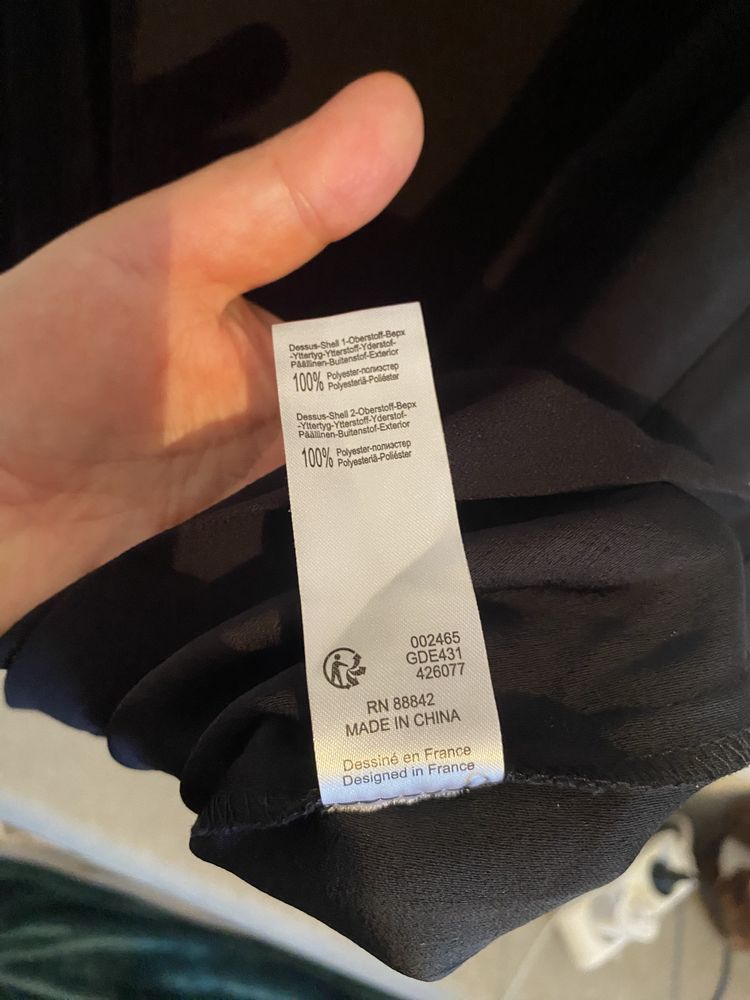 Dessus-Shell 1-Oberstoff-Верх
-Yttertyg-Ytterstoff-Yderstof-
Päällinen-Buitenstof-Exterior
100% Polyester-полиэстер
Polyesteriä-Poliéster
Dessus-Shell 2-Oberstoff-Верх
-Yttertyg-Ytterstoff-Yderstof-
Päällinen-Buitenstof-Exterior
100% Polyester-полиэстер
Polyesteriä-Poliéster
002465
GDE431
426077
RN 88842
MADE IN CHINA
Dessiné en France
Designed in France